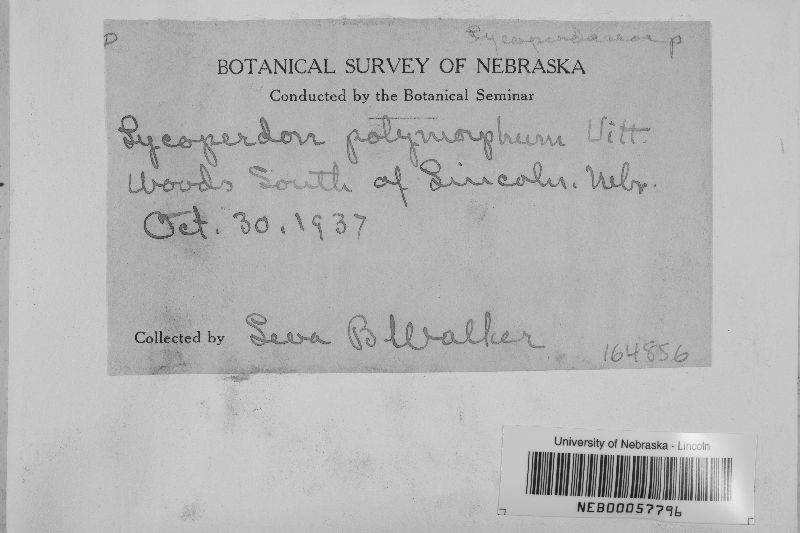 D
Lycoperdaceae p
BOTANICAL SURVEY OF NEBRASKA
Conducted by the Botanical Seminar
Lycoperdon polymorphum Vitt.
Woods South of Lincoln. Nebr.
Oct. 30. 1937
Collected by Leva B Walker
164856
University of Nebraska - Lincoln
NEB00057796